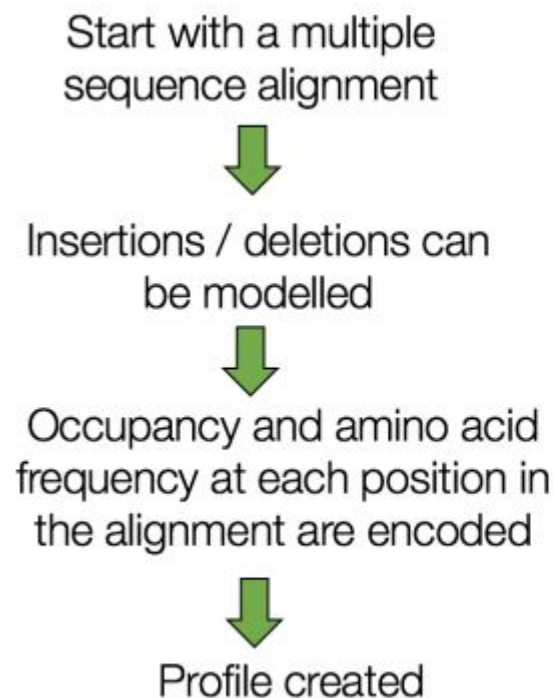 Start with a multiple
sequence alignment
Insertions / deletions can
be modelled
Occupancy and amino acid
frequency at each position in
the alignment are encoded
Profile created